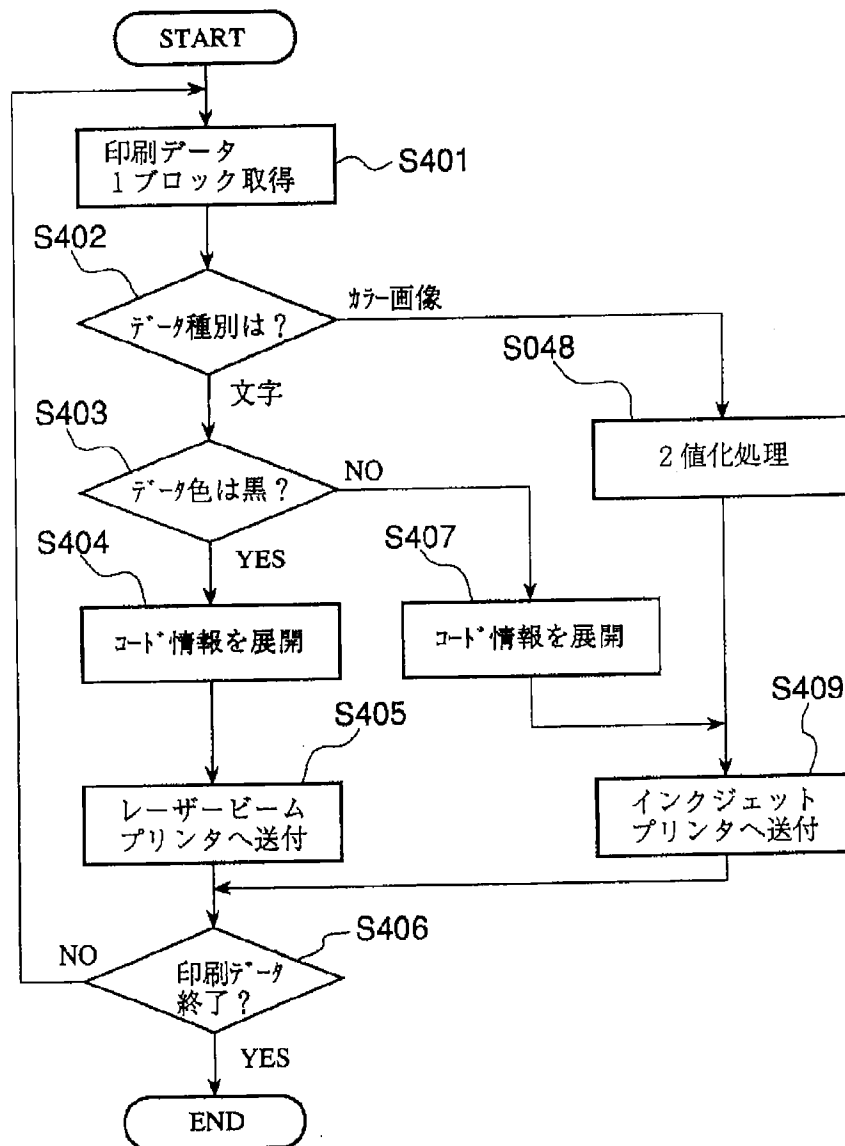 START
印刷データ
1ブロック取得
S401
S402
データ種別は？
カラー画像
文字
S048
2値化処理
S403
データ色は黒？
NO
YES
S404
コード情報を展開
S407
コード情報を展開
S405
レーザービーム
プリンタへ送付
S409
インクジェット
プリンタへ送付
S406
印刷データ
終了？
NO
YES
END